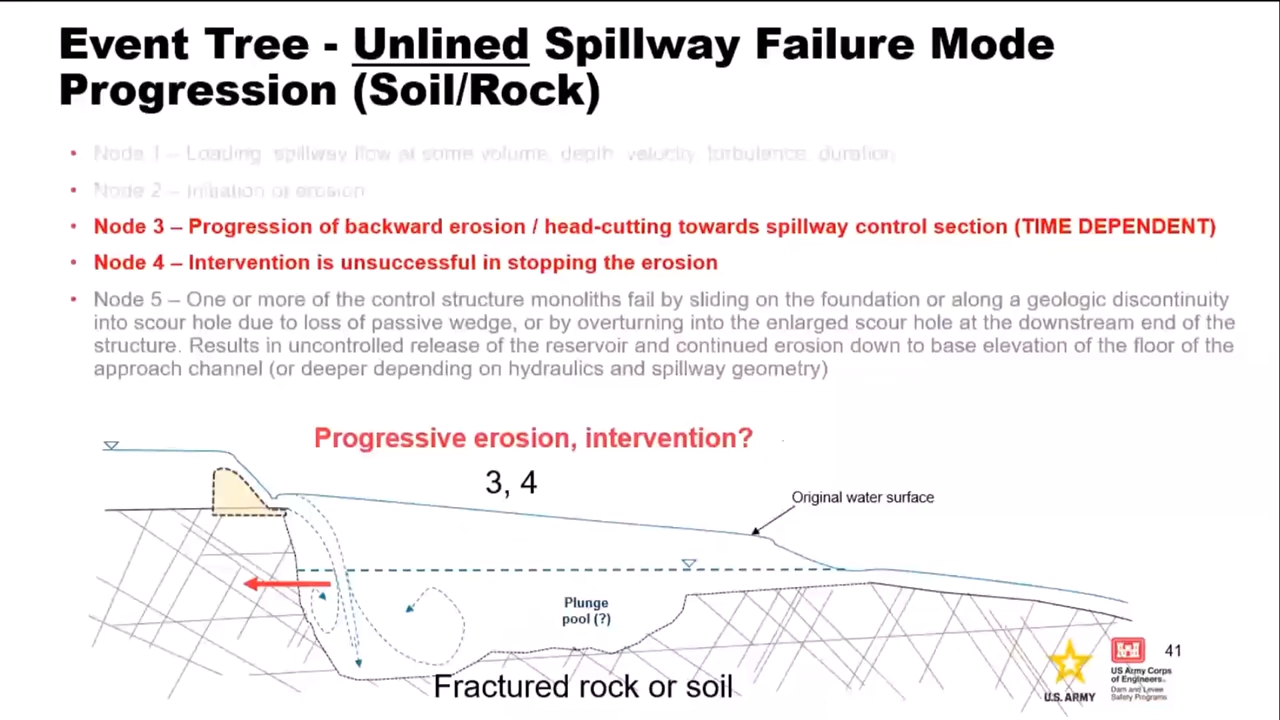 Event Tree - Unlined Spillway Failure Mode
Progression (Soil/Rock)
• Node 1 – Loading: spillway flow at some volume, depth, velocity, turbulence, duration
• Node 2 – Initiation of erosion
• Node 3 – Progression of backward erosion / head-cutting towards spillway control section (TIME DEPENDENT)
• Node 4 – Intervention is unsuccessful in stopping the erosion
• Node 5 – One or more of the control structure monoliths fail by sliding on the foundation or along a geologic discontinuity
into scour hole due to loss of passive wedge, or by overturning into the enlarged scour hole at the downstream end of the
structure. Results in uncontrolled release of the reservoir and continued erosion down to base elevation of the floor of the
approach channel (or deeper depending on hydraulics and spillway geometry)
Progressive erosion, intervention?
3, 4
Original water surface
Plunge
pool (?)
Fractured rock or soil
U.S. ARMY
US Army Corps
of Engineers®
Dam and Levee
Safety Programs
41